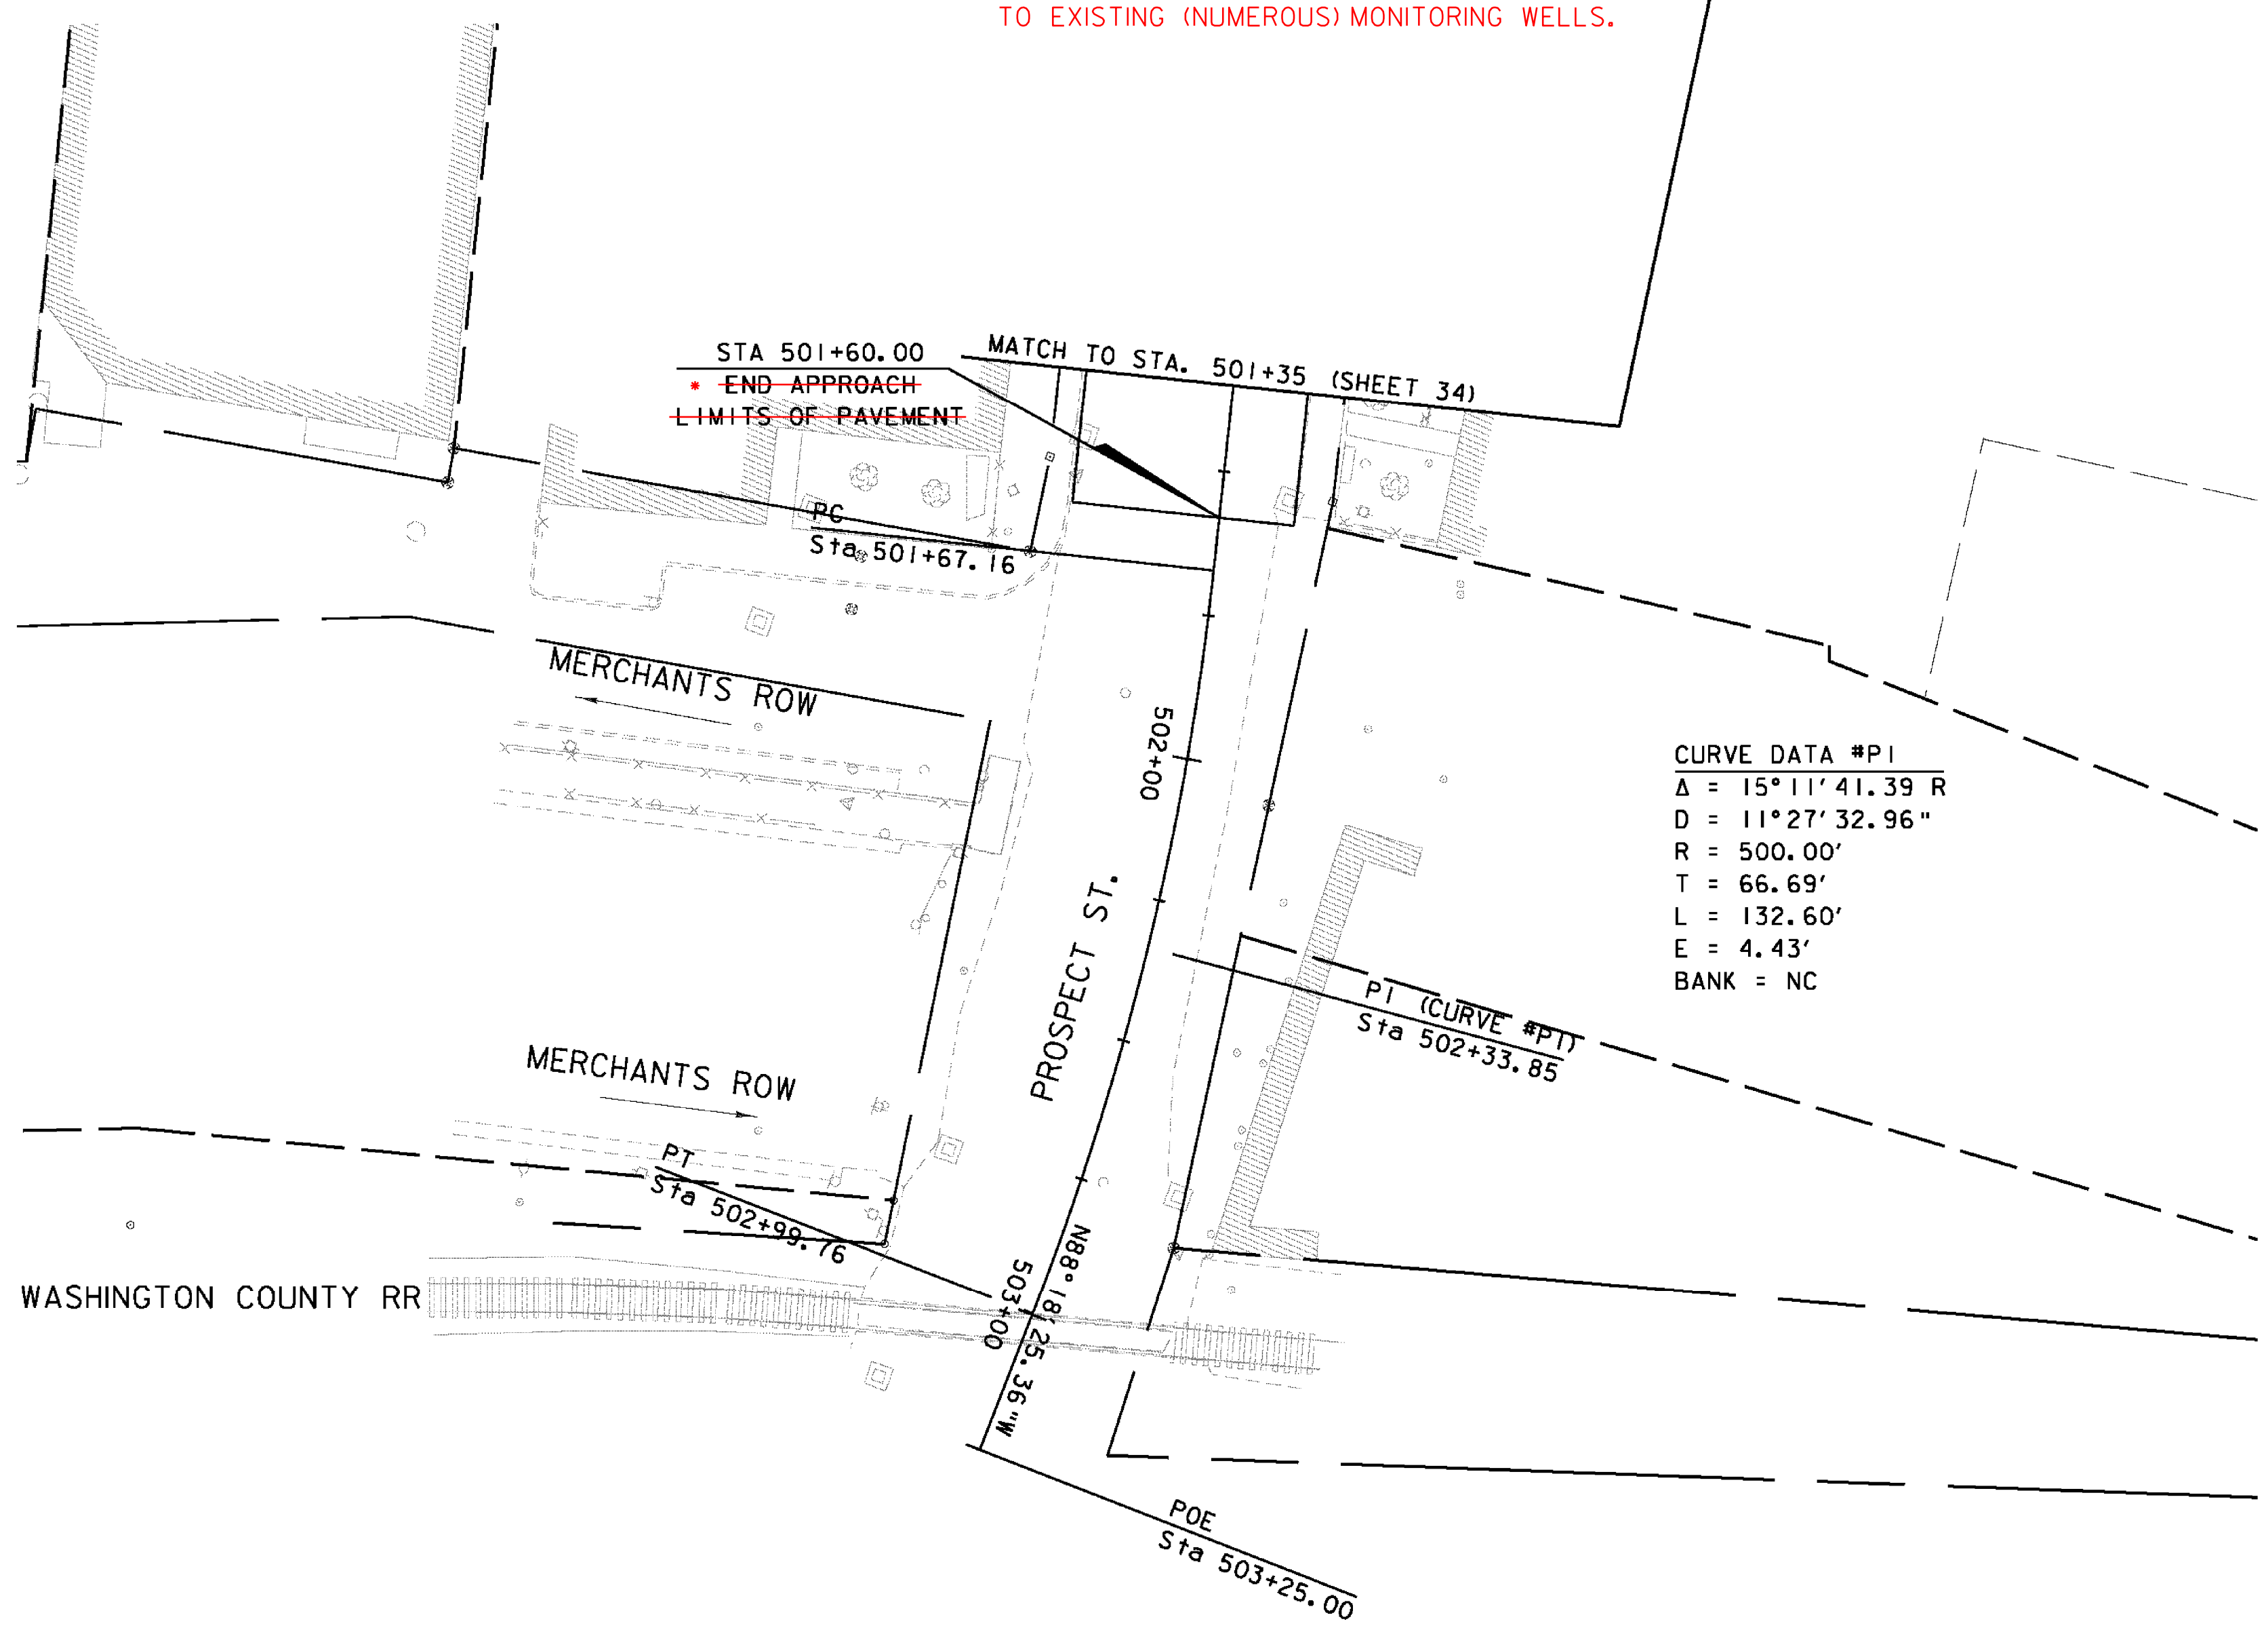 TO EXISTING (NUMEROUS) MONITORING WELLS.
STA 501+60.00
* END APPROACH
LIMITS OF PAVEMENT
MATCH TO STA. 501+35 (SHEET 34)
PC
Sta 501+67.16
MERCHANTS ROW
502+00
CURVE DATA #P1
Δ = 15°11'41.39 R
D = 11°27'32.96"
R = 500.00'
T = 66.69'
L = 132.60'
E = 4.43'
BANK = NC
PROSPECT ST.
PI (CURVE #P1)
Sta 502+33.85
MERCHANTS ROW
PT
Sta 502+99.76
N88°18'25.36"W
503+00
WASHINGTON COUNTY RR
POE
Sta 503+25.00